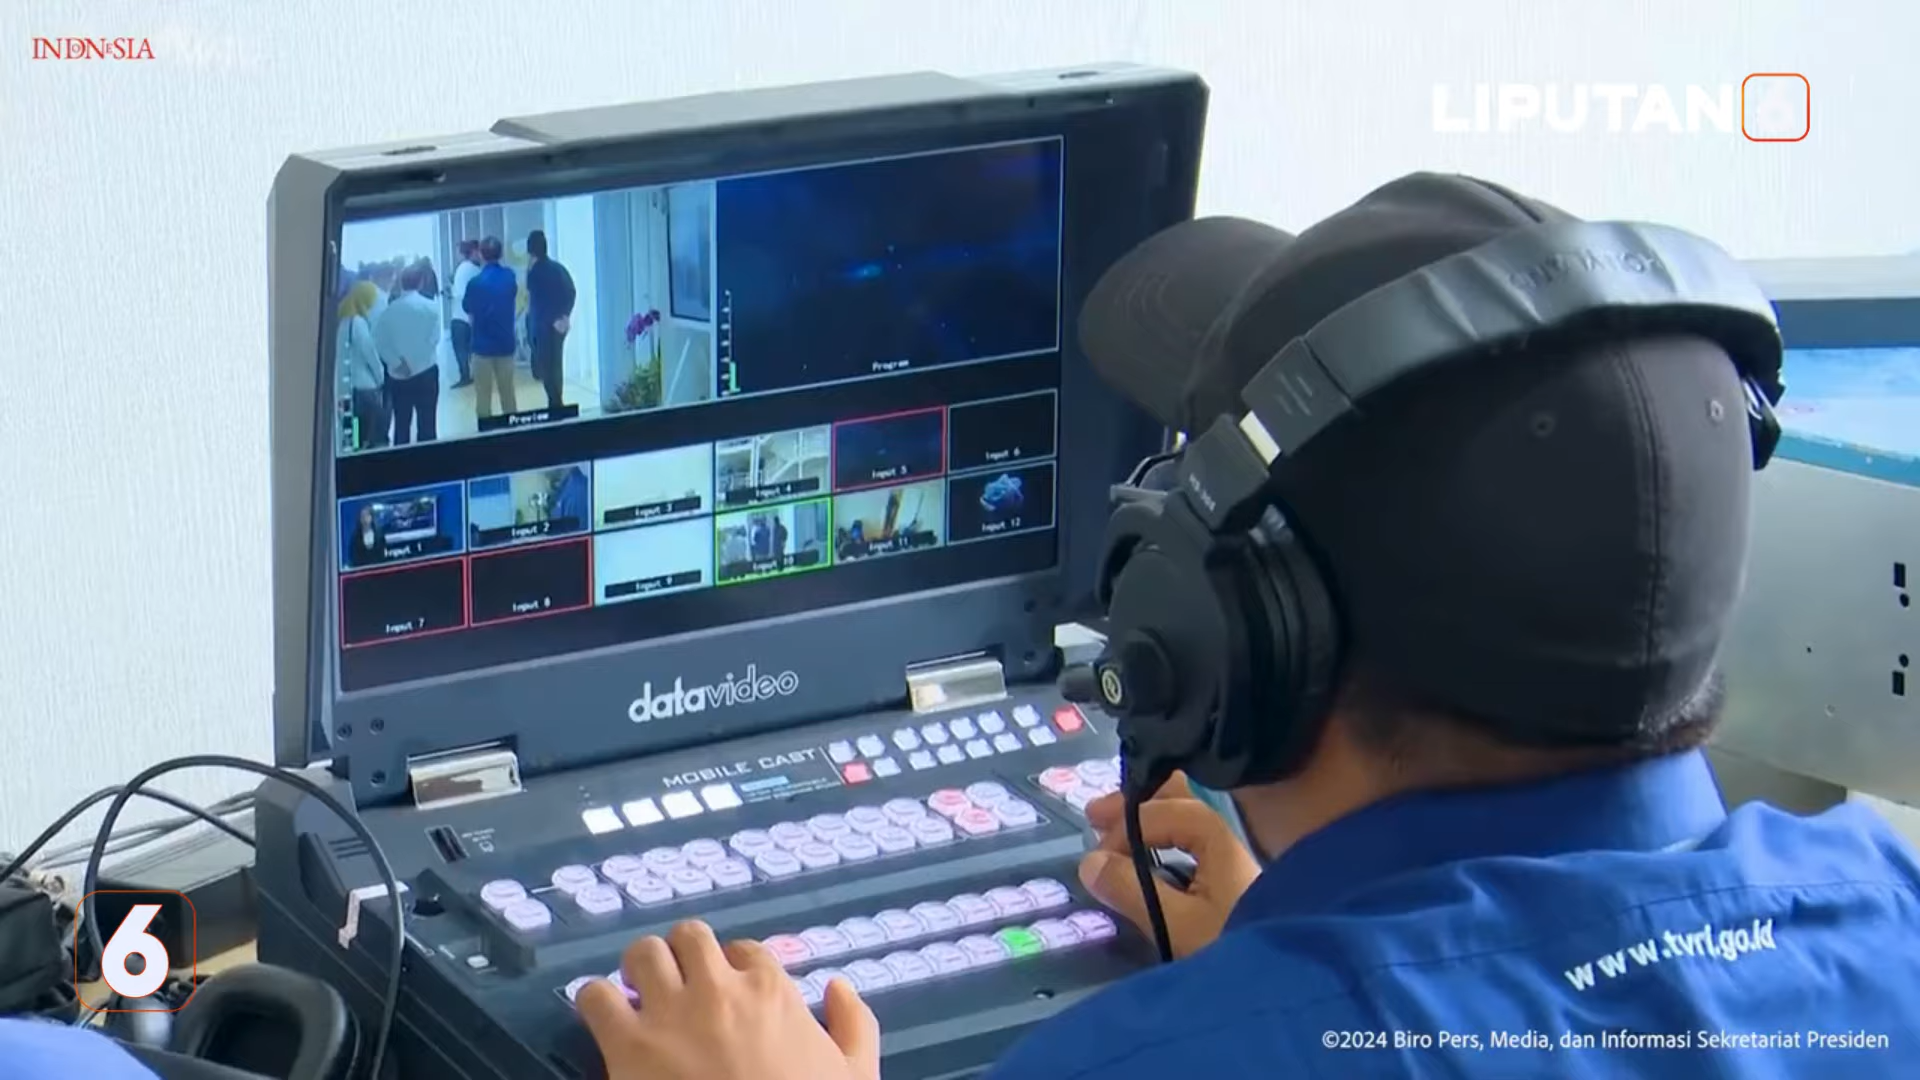 INDONESIA
LIPUTAN6
Program
Preview
Input 6
Input 5
Input 4
Input 3
Input 2
Input 1
Input 12
Input 11
Input 10
Input 9
Input 8
Input 7
datavideo
MOBILE CAST
ROLAND
www.tvri.go.id
6
©2024 Biro Pers, Media, dan Informasi Sekretariat Presiden